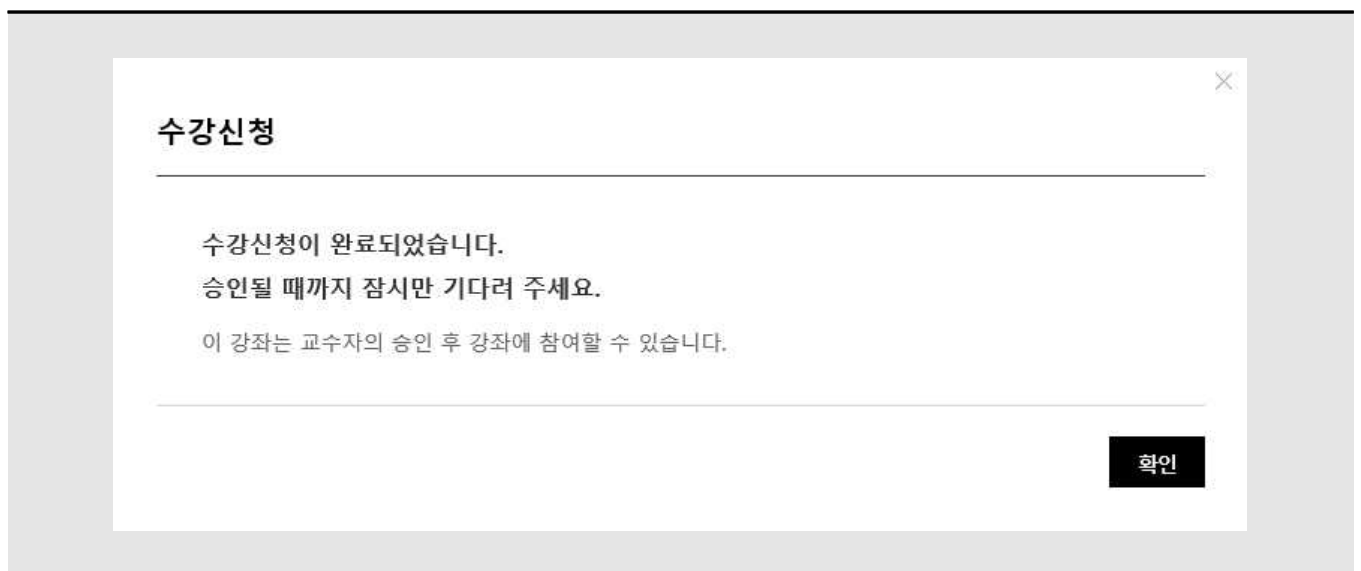 수강신청
수강신청이 완료되었습니다.
승인될 때까지 잠시만 기다려 주세요.
이 강좌는 교수자의 승인 후 강좌에 참여할 수 있습니다.
확인